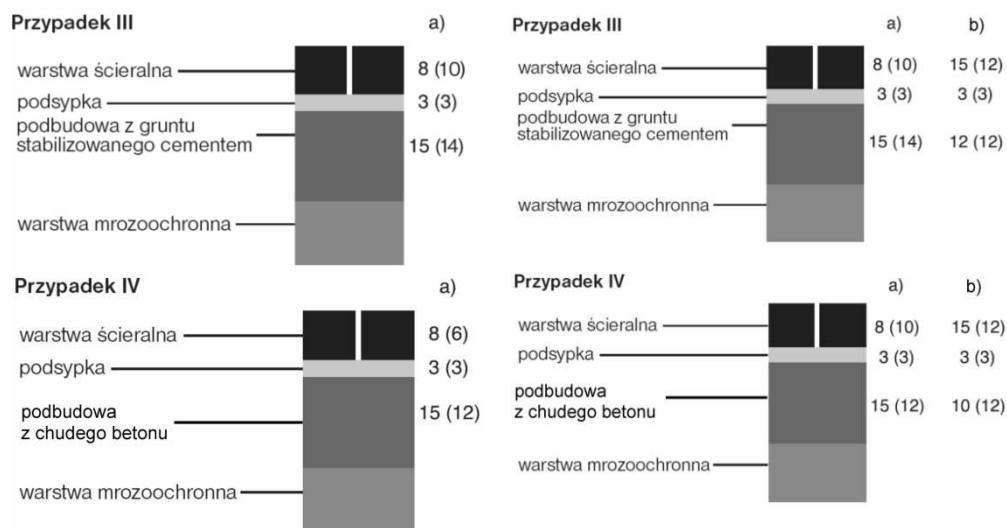 Przypadek III a)
warstwa ścieralna 8 (10)
podsypka 3 (3)
podbudowa z gruntu
stabilizowanego cementem 15 (14)
warstwa mrozoochronna
Przypadek III a) b)
warstwa ścieralna 8 (10) 15 (12)
podsypka 3 (3) 3 (3)
podbudowa z gruntu
stabilizowanego cementem 15 (14) 12 (12)
warstwa mrozoochronna
Przypadek IV a)
warstwa ścieralna 8 (6)
podsypka 3 (3)
podbudowa 15 (12)
z chudego betonu
warstwa mrozoochronna
Przypadek IV a) b)
warstwa ścieralna 8 (10) 15 (12)
podsypka 3 (3) 3 (3)
podbudowa
z chudego betonu 15 (12) 10 (12)
warstwa mrozoochronna